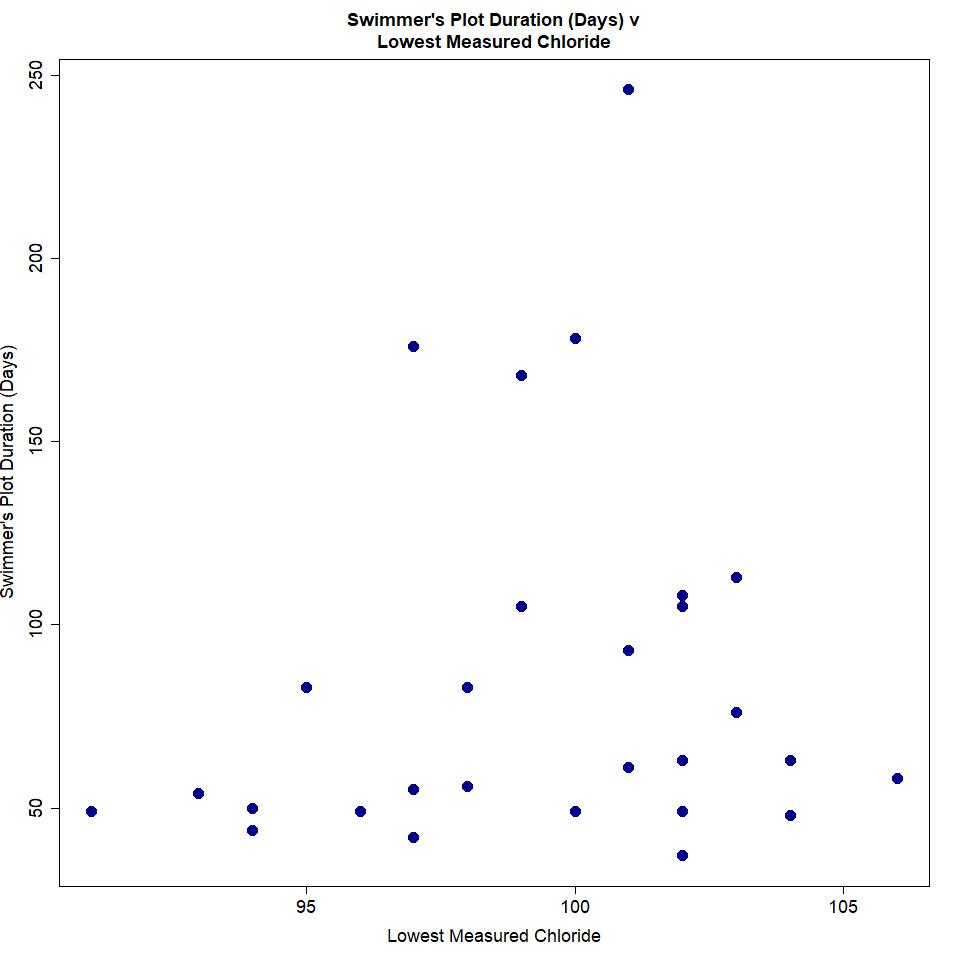 Swimmer's Plot Duration (Days) v
Lowest Measured Chloride
Swimmer's Plot Duration (Days)
250
200
150
100
50
95
100
105
Lowest Measured Chloride